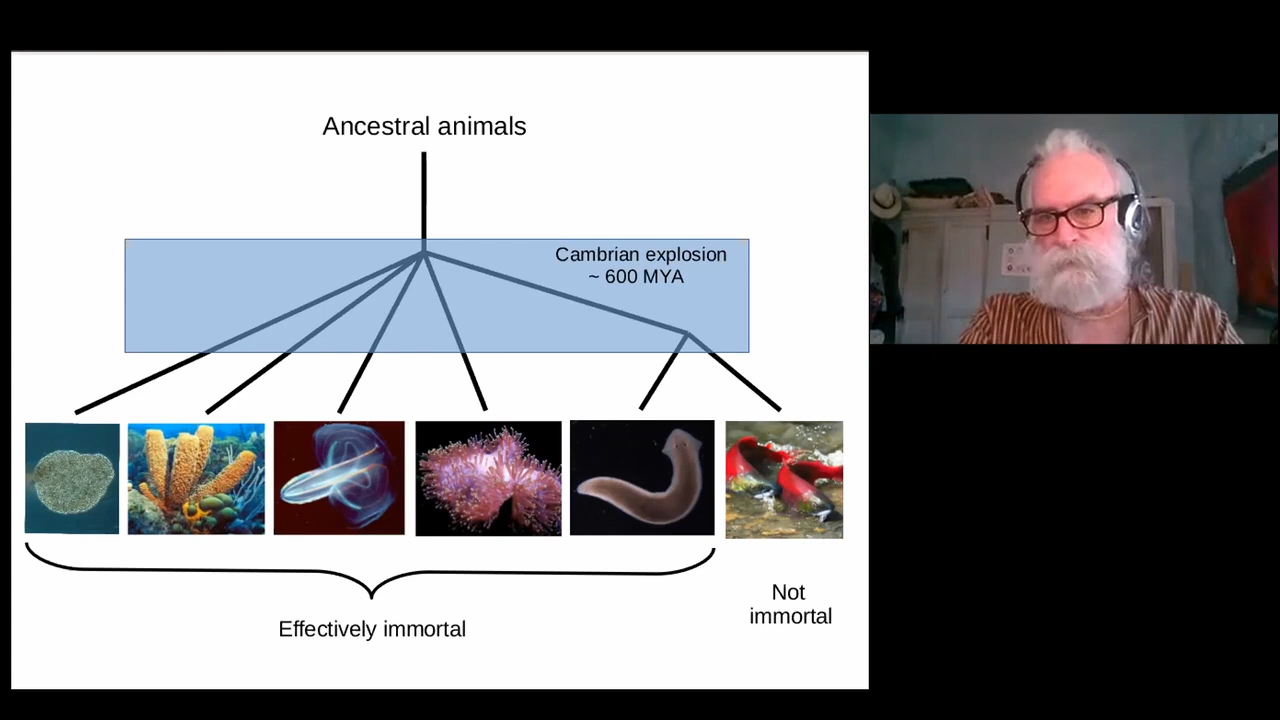 Ancestral animals
Cambrian explosion
~ 600 MYA
Effectively immortal
Not
immortal